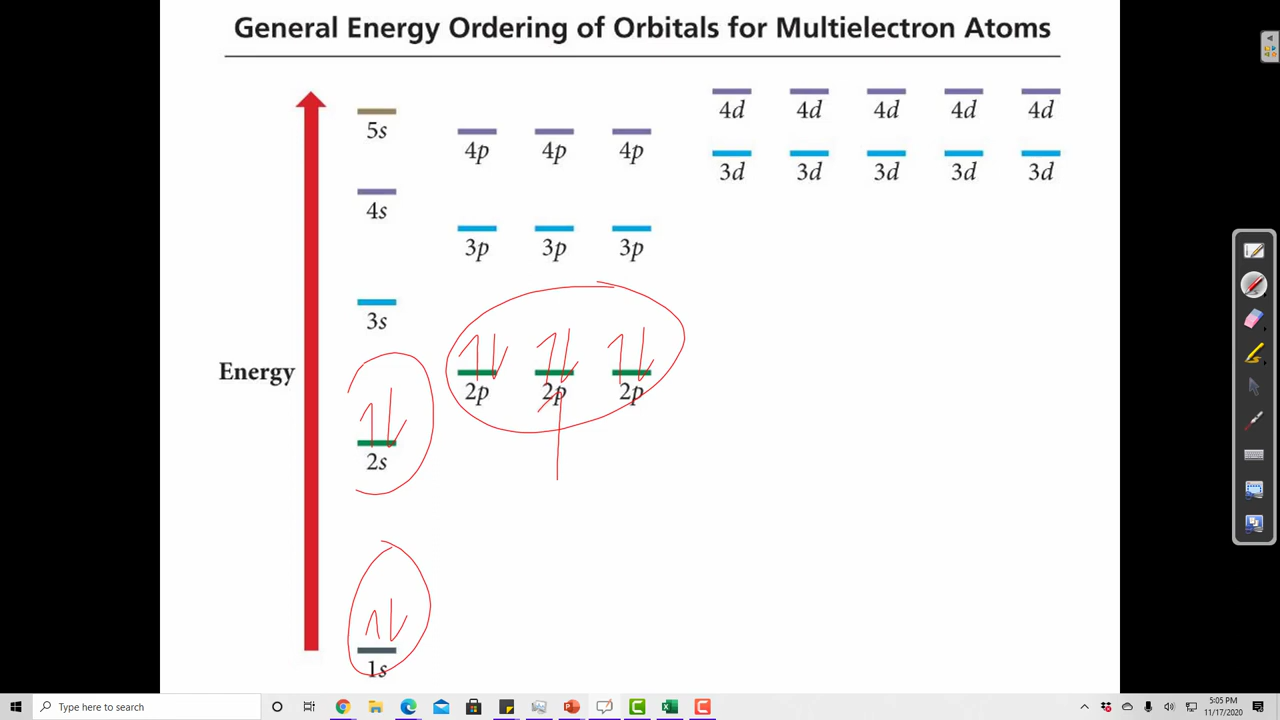 General Energy Ordering of Orbitals for Multielectron Atoms
4d 4d 4d 4d 4d
5s
4p 4p 4p
3d 3d 3d 3d 3d
4s
3p 3p 3p
3s
Energy
2p 2p 2p
2s
1s
Type here to search
5:05 PM
11/17/2020